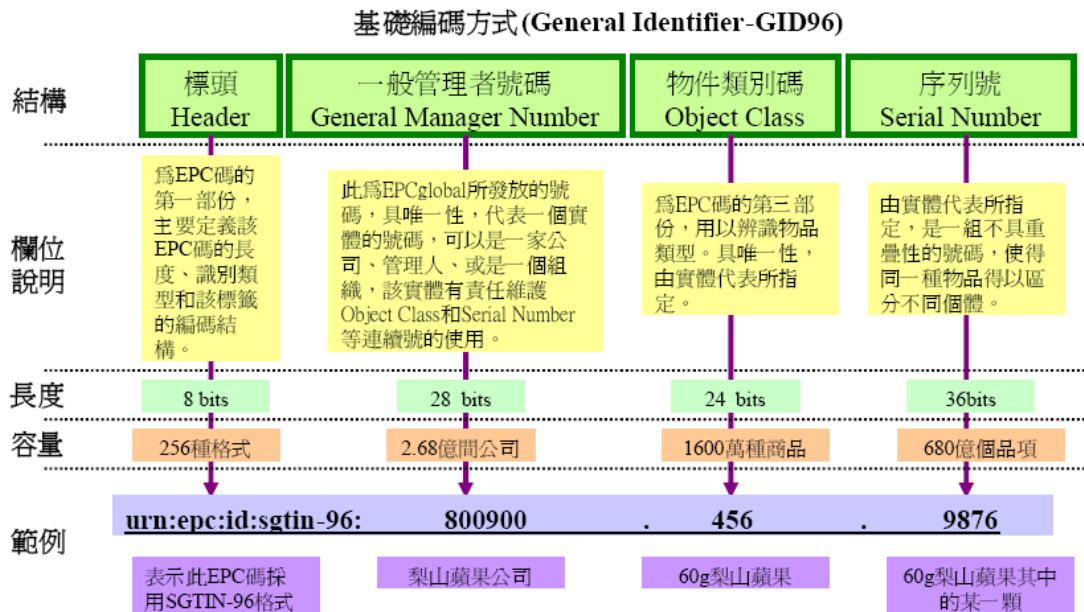 基礎編碼方式(General Identifier-GID96)
結構
標頭
Header
一般管理者號碼
General Manager Number
物件類別碼
Object Class
序列號
Serial Number
欄位
說明
爲EPC碼的
第一部份，
主要定義該
EPC碼的長
度、識別類
型和該標籤
的編碼結
構。
此爲EPCglobal所發放的號
碼，具唯一性，代表一個實
體的號碼，可以是一家公
司、管理人、或是一個組
織，該實體有責任維護
Object Class和Serial Number
等連續號的使用。
爲EPC碼的第三部
份，用以辨識物品
類型。具唯一性，
由實體代表所指
定。
由實體代表所指
定，是一組不具重
疊性的號碼，使得
同一種物品得以區
分不同個體。
長度
8 bits
28 bits
24 bits
36bits
容量
256種格式
2.68億間公司
1600萬種商品
680億個品項
範例
urn:epc:id:sgtin-96: 800900 . 456 . 9876
表示此EPC碼採
用SGTIN-96格式
梨山蘋果公司
60g梨山蘋果
60g梨山蘋果其中
的某一顆